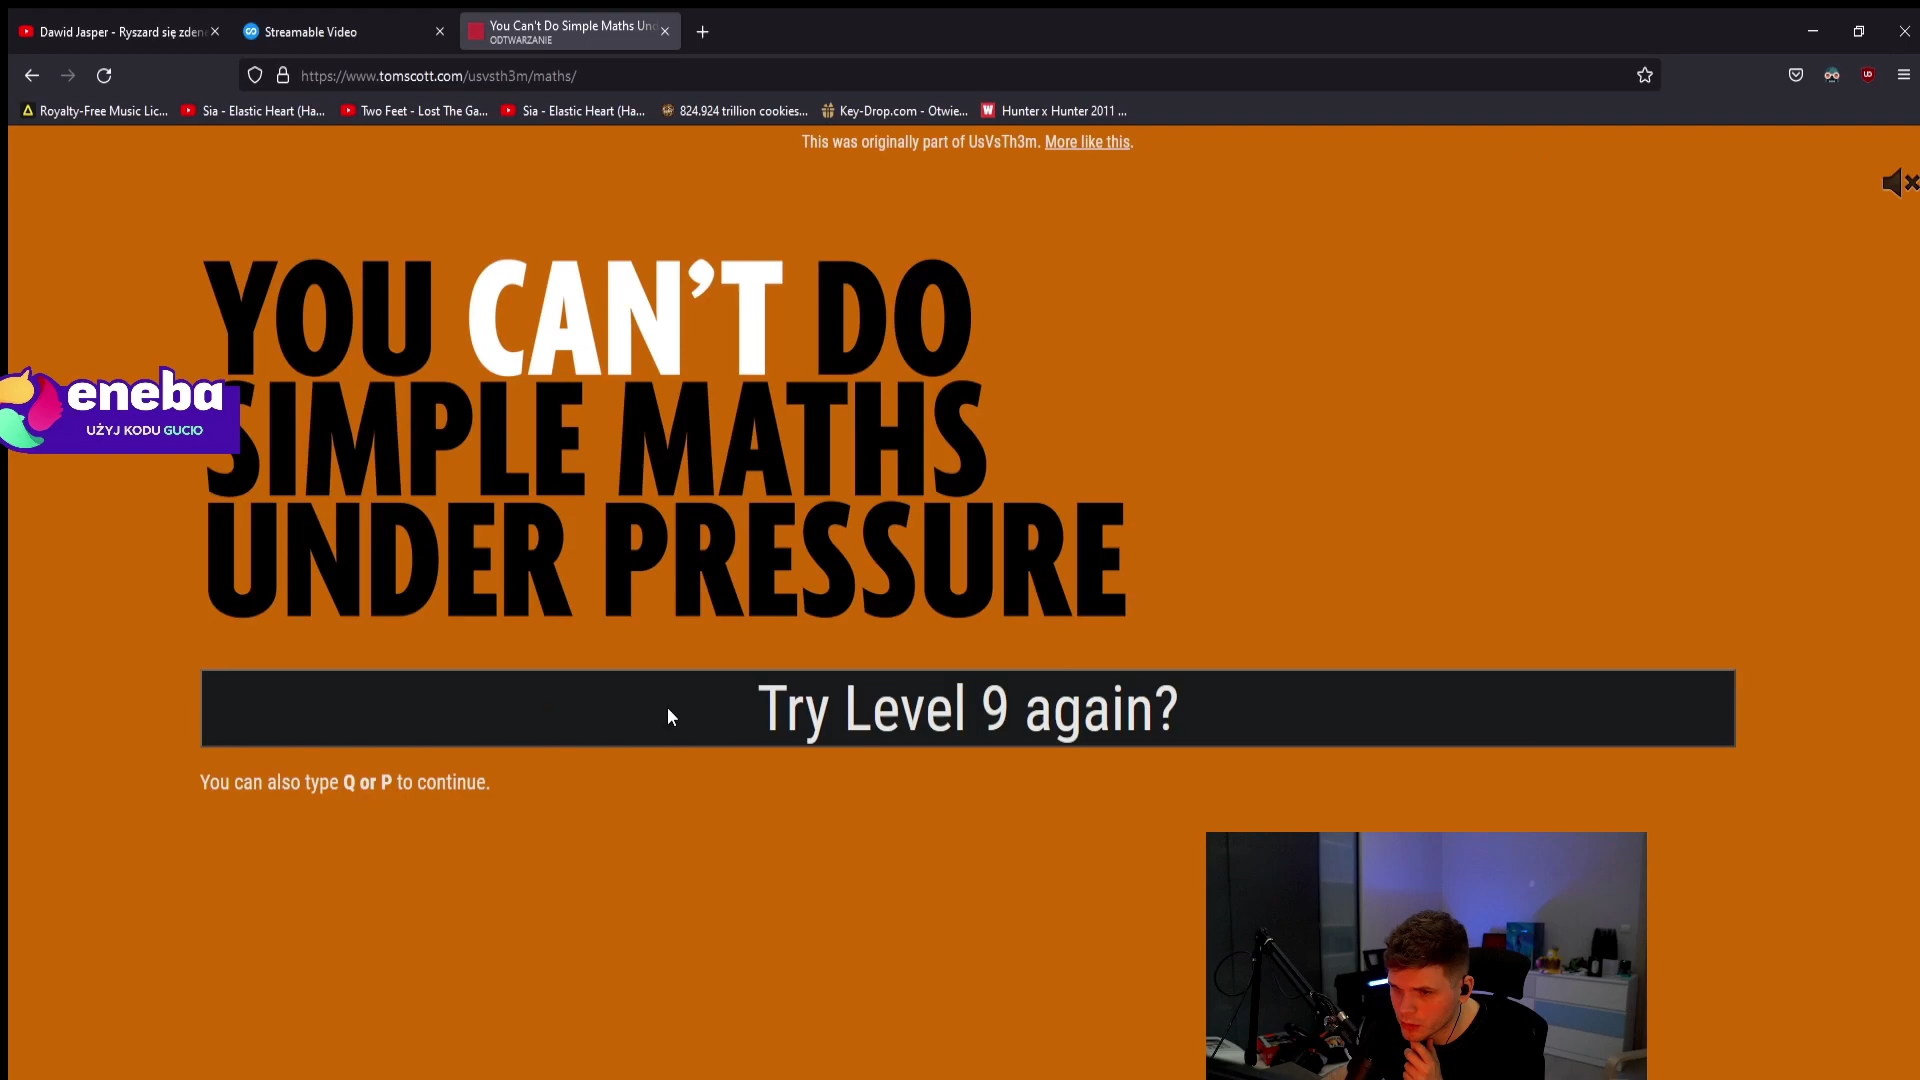 Dawid Jasper - Ryszard się zdene
Streamable Video
You Can't Do Simple Maths Und
ODTWARZANIE
https://www.tomscott.com/usvsth3m/maths/
Royalty-Free Music Lic...
Sia - Elastic Heart (Ha...
Two Feet - Lost The Ga...
Sia - Elastic Heart (Ha...
824.924 trillion cookies...
Key-Drop.com - Otwie...
W Hunter x Hunter 2011 ...
This was originally part of UsVsTh3m. More like this.
YOU CAN'T DO
SIMPLE MATHS
UNDER PRESSURE
eneba
UŻYJ KODU GUCIO
Try Level 9 again?
You can also type Q or P to continue.